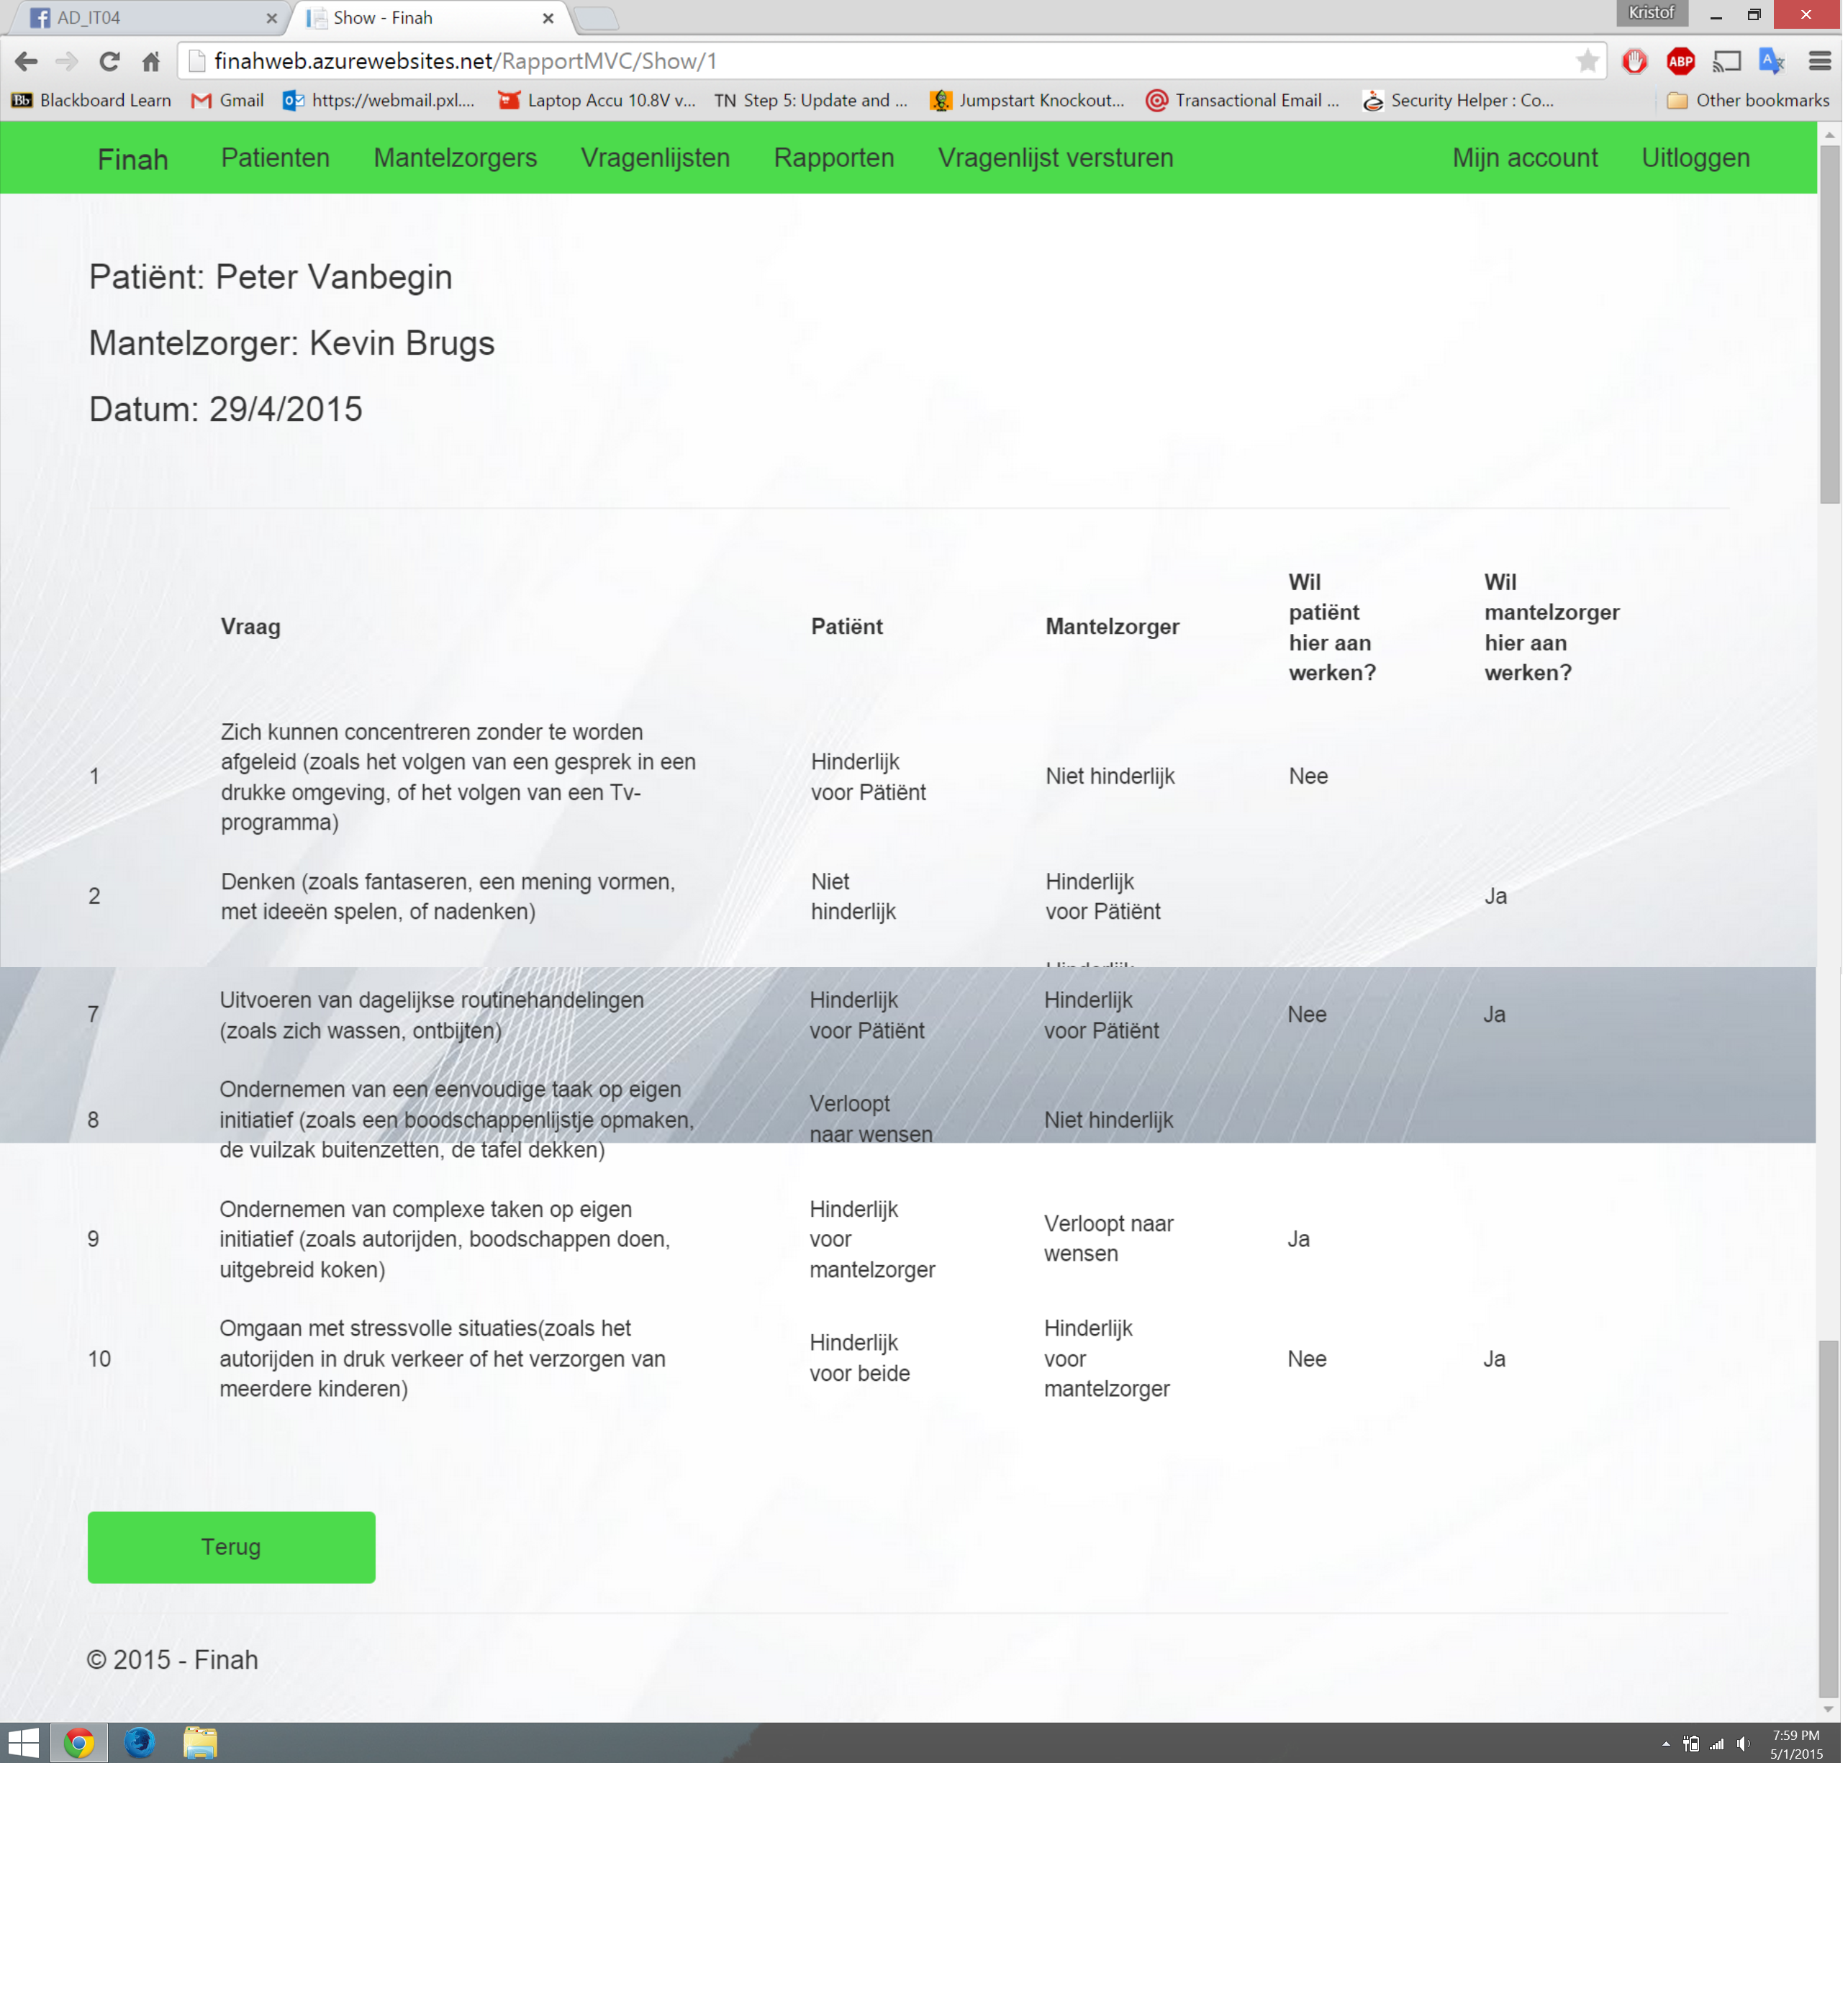 AD_IT04
Show - Finah
Kristof
finahweb.azurewebsites.net/RapportMVC/Show/1
ABP
Blackboard Learn Gmail https://webmail.pxl.... Laptop Accu 10.8V v... TN Step 5: Update and ... Jumpstart Knockout... Transactional Email ... Security Helper : Co... Other bookmarks
Finah Patienten Mantelzorgers Vragenlijsten Rapporten Vragenlijst versturen Mijn account Uitloggen
Patiënt: Peter Vanbegin
Mantelzorger: Kevin Brugs
Datum: 29/4/2015
Vraag
Patiënt
Mantelzorger
Wil
patiënt
hier aan
werken?
Wil
mantelzorger
hier aan
werken?
1
Zich kunnen concentreren zonder te worden
afgeleid (zoals het volgen van een gesprek in een
drukke omgeving, of het volgen van een Tv-
programma)
Hinderlijk
voor Pätiënt
Niet hinderlijk
Nee
2
Denken (zoals fantaseren, een mening vormen,
met ideeën spelen, of nadenken)
Niet
hinderlijk
Hinderlijk
voor Pätiënt
Ja
7
Uitvoeren van dagelijkse routinehandelingen
(zoals zich wassen, ontbijten)
Hinderlijk
voor Pätiënt
Hinderlijk
voor Pätiënt
Nee
Ja
8
Ondernemen van een eenvoudige taak op eigen
initiatief (zoals een boodschappenlijstje opmaken,
de vuilzak buitenzetten, de tafel dekken)
Verloopt
naar wensen
Niet hinderlijk
9
Ondernemen van complexe taken op eigen
initiatief (zoals autorijden, boodschappen doen,
uitgebreid koken)
Hinderlijk
voor
mantelzorger
Verloopt naar
wensen
Ja
10
Omgaan met stressvolle situaties(zoals het
autorijden in druk verkeer of het verzorgen van
meerdere kinderen)
Hinderlijk
voor beide
Hinderlijk
voor
mantelzorger
Nee
Ja
Terug
© 2015 - Finah
7:59 PM
5/1/2015